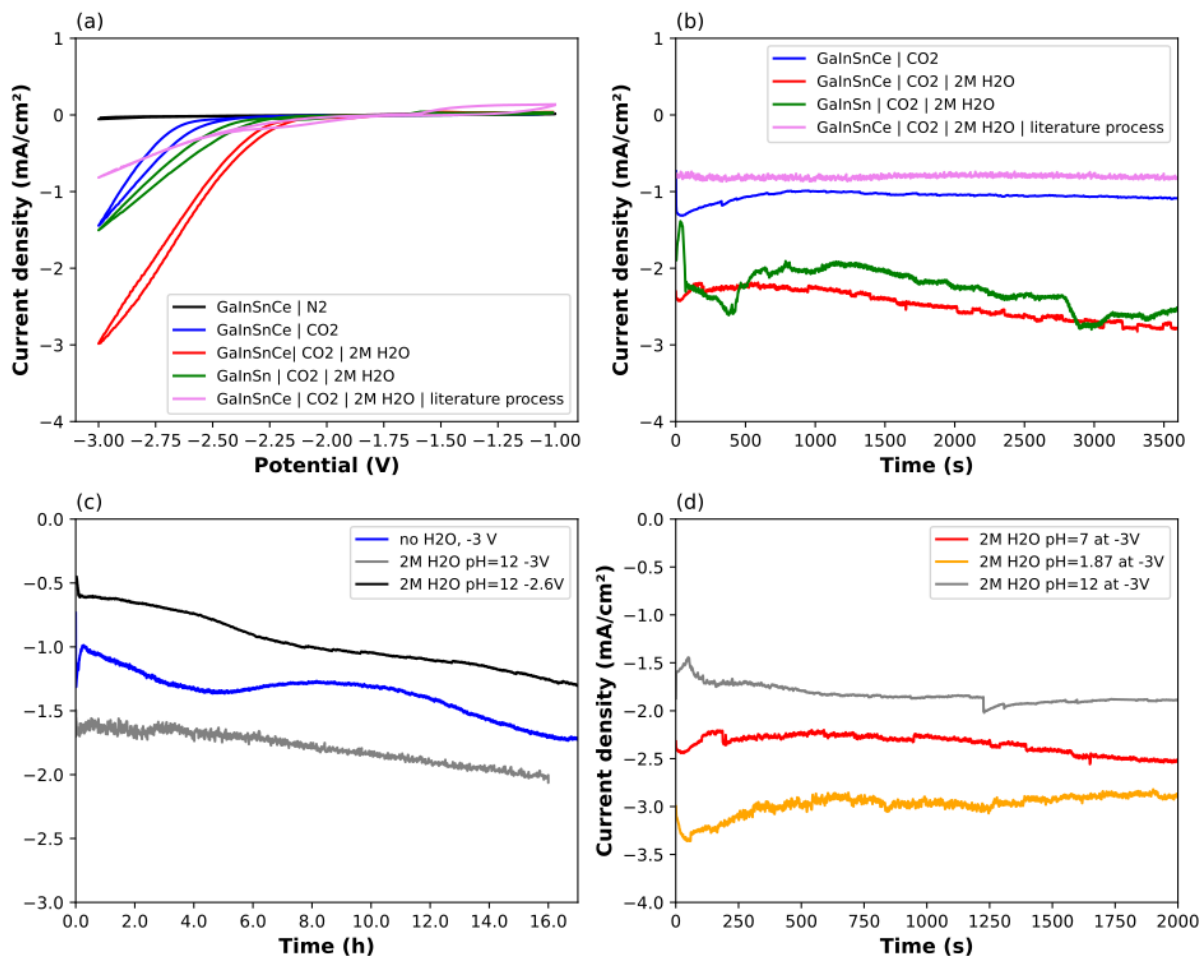 (a)
Current density (mA/cm²)
1
0
−1
−2
−3
−4
GaInSnCe | N2
GaInSnCe | CO2
GaInSnCe| CO2 | 2M H2O
GaInSn | CO2 | 2M H2O
GaInSnCe | CO2 | 2M H2O | literature process
−3.00 −2.75 −2.50 −2.25 −2.00 −1.75 −1.50 −1.25 −1.00
Potential (V)
(b)
Current density (mA/cm²)
1
0
−1
−2
−3
−4
GaInSnCe | CO2
GaInSnCe | CO2 | 2M H2O
GaInSn | CO2 | 2M H2O
GaInSnCe | CO2 | 2M H2O | literature process
0 500 1000 1500 2000 2500 3000 3500
Time (s)
(c)
Current density (mA/cm²)
0.0
−0.5
−1.0
−1.5
−2.0
−2.5
−3.0
no H2O, -3 V
2M H2O pH=12 -3V
2M H2O pH=12 -2.6V
0.0 2.0 4.0 6.0 8.0 10.0 12.0 14.0 16.0
Time (h)
(d)
Current density (mA/cm²)
0.0
−0.5
−1.0
−1.5
−2.0
−2.5
−3.0
−3.5
−4.0
2M H2O pH=7 at -3V
2M H2O pH=1.87 at -3V
2M H2O pH=12 at -3V
0 250 500 750 1000 1250 1500 1750 2000
Time (s)